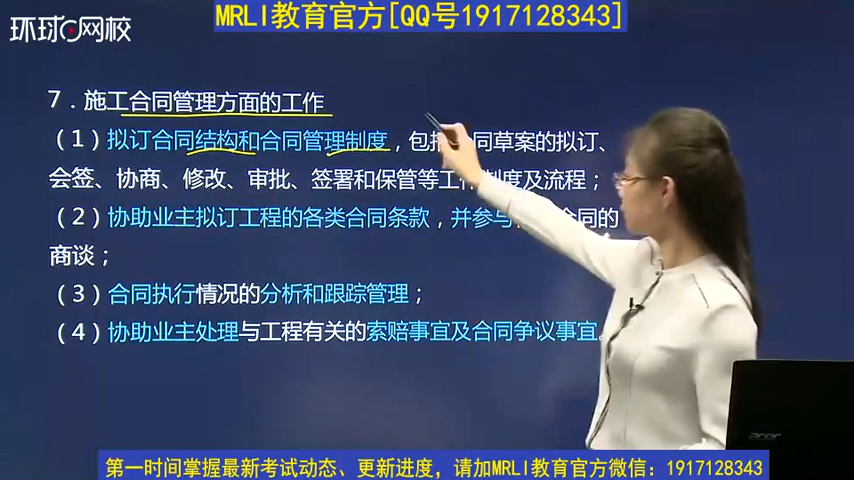 MRLI教育官方[QQ号1917128343]
环球网校
7．施工合同管理方面的工作
（1）拟订合同结构和合同管理制度，包括合同草案的拟订、
会签、协商、修改、审批、签署和保管等工作制度及流程；
（2）协助业主拟订工程的各类合同条款，并参与 合同的
商谈；
（3）合同执行情况的分析和跟踪管理；
（4）协助业主处理与工程有关的索赔事宜及合同争议事宜。
acer
第一时间掌握最新考试动态、更新进度，请加MRLI教育官方微信：1917128343